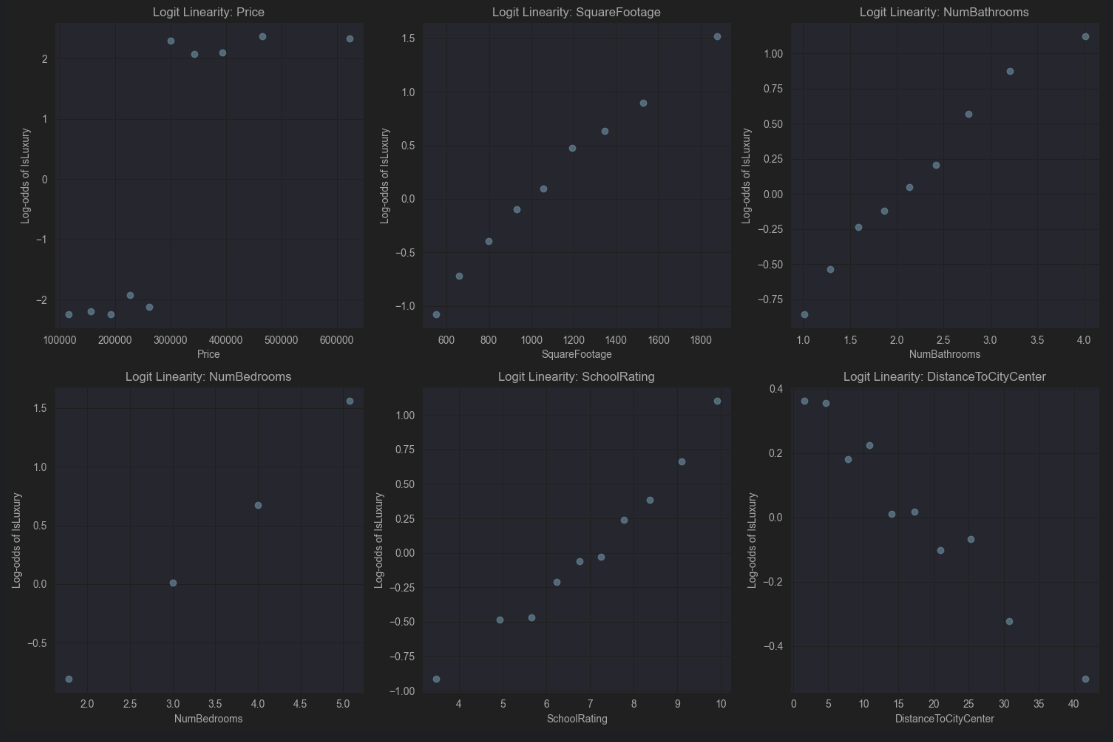 Logit Linearity: Price
Log-odds of IsLuxury
2
1
0
−1
−2
100000 200000 300000 400000 500000 600000
Price
Logit Linearity: SquareFootage
Log-odds of IsLuxury
1.5
1.0
0.5
0.0
−0.5
−1.0
600 800 1000 1200 1400 1600 1800
SquareFootage
Logit Linearity: NumBathrooms
Log-odds of IsLuxury
1.00
0.75
0.50
0.25
0.00
−0.25
−0.50
−0.75
1.0 1.5 2.0 2.5 3.0 3.5 4.0
NumBathrooms
Logit Linearity: NumBedrooms
Log-odds of IsLuxury
1.5
1.0
0.5
0.0
−0.5
2.0 2.5 3.0 3.5 4.0 4.5 5.0
NumBedrooms
Logit Linearity: SchoolRating
Log-odds of IsLuxury
1.00
0.75
0.50
0.25
0.00
−0.25
−0.50
−0.75
−1.00
4 5 6 7 8 9 10
SchoolRating
Logit Linearity: DistanceToCityCenter
Log-odds of IsLuxury
0.4
0.2
0.0
−0.2
−0.4
0 5 10 15 20 25 30 35 40
DistanceToCityCenter